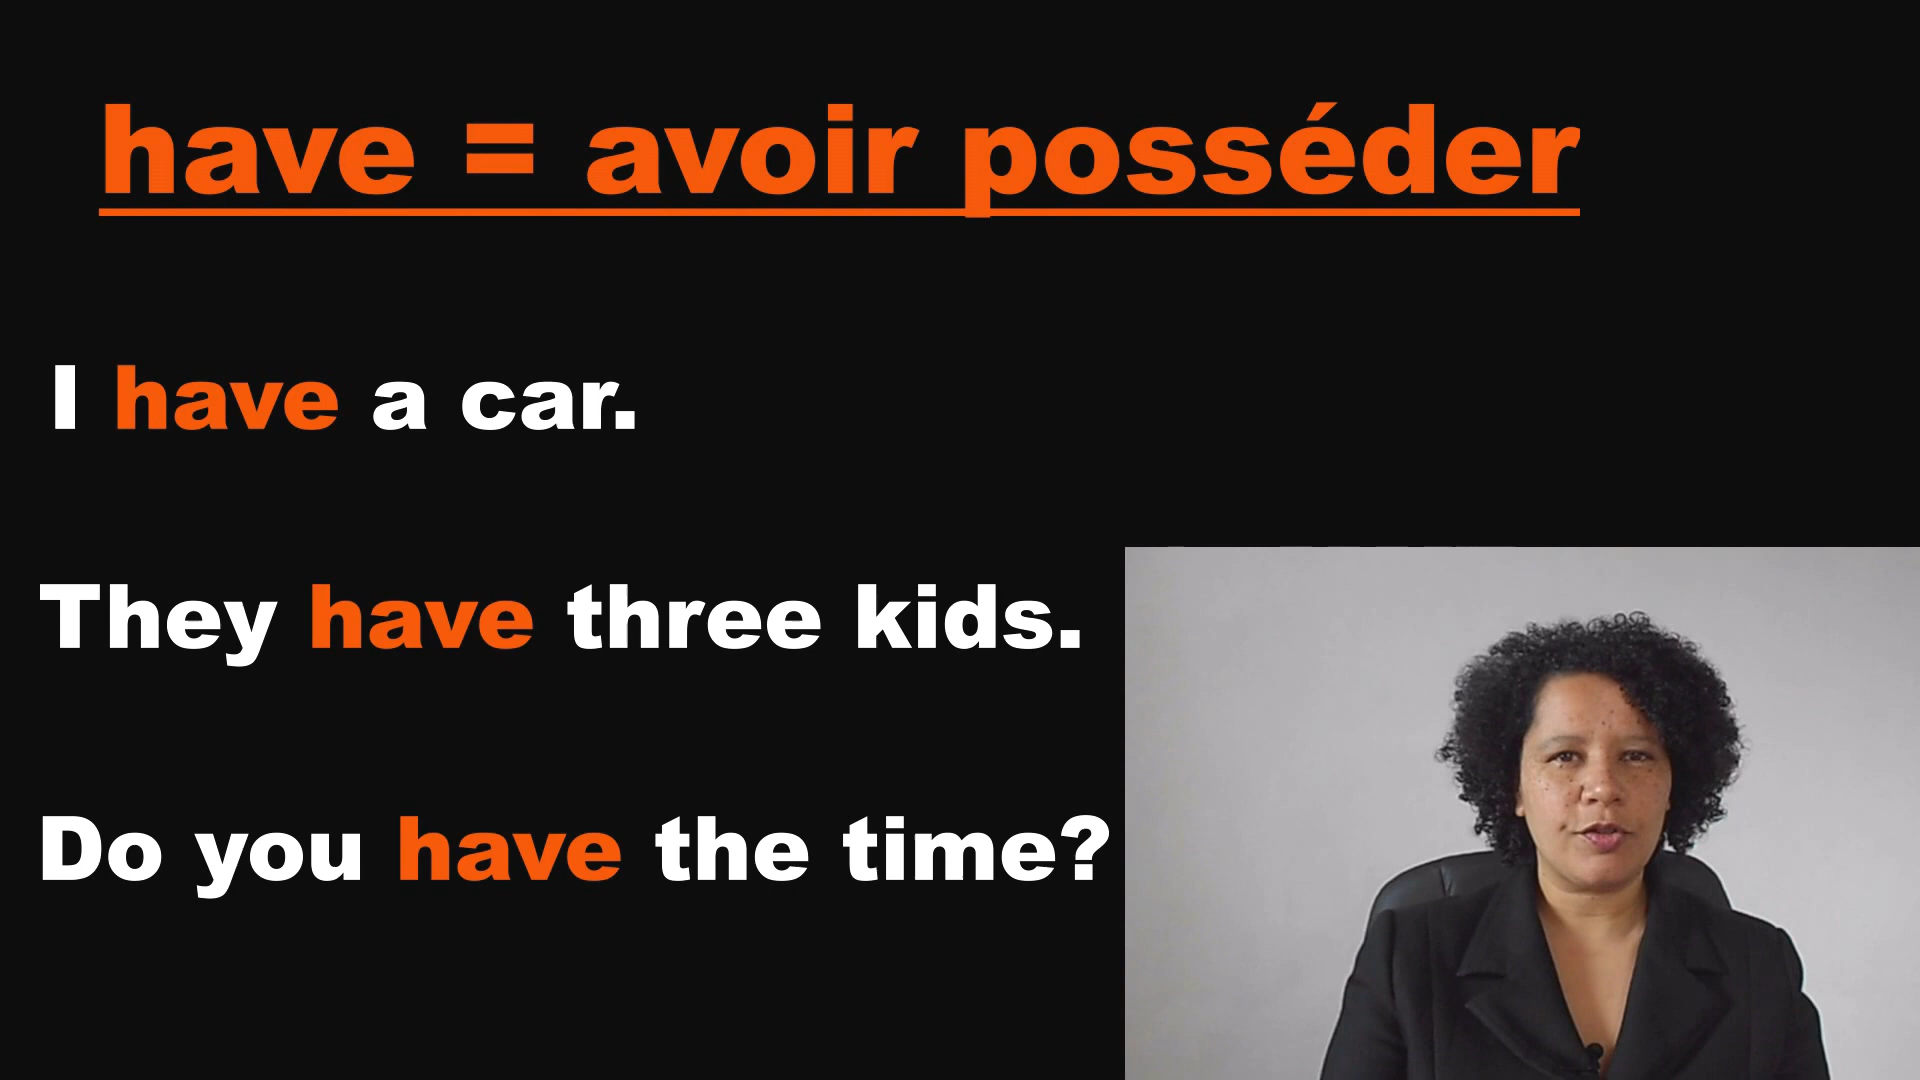 have = avoir posséder
I have a car.
They have three kids.
Do you have the time?